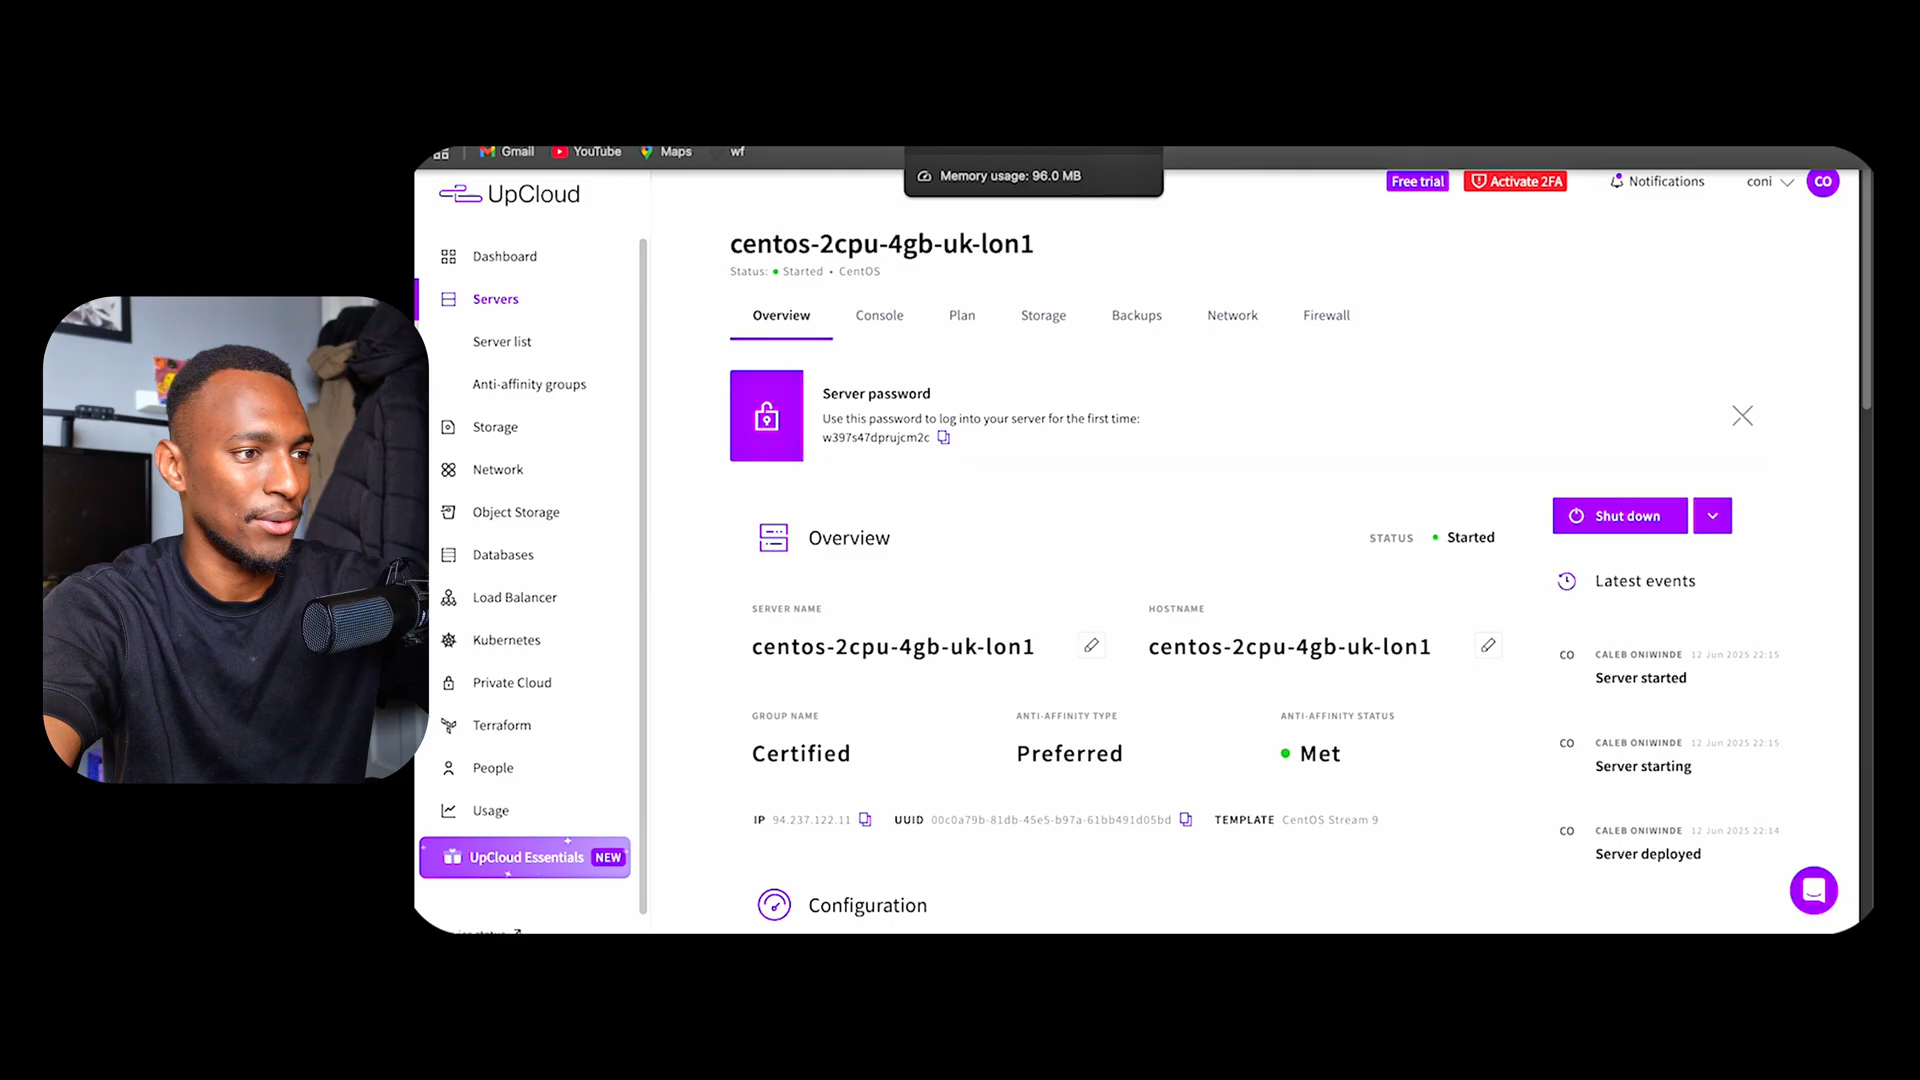 Gmail
YouTube
Maps
wf
Memory usage: 96.0 MB
UpCloud
Free trial
Activate 2FA
Notifications
coni
CO
Dashboard
Servers
Server list
Anti-affinity groups
Storage
Network
Object Storage
Databases
Load Balancer
Kubernetes
Private Cloud
Terraform
People
Usage
UpCloud Essentials NEW
centos-2cpu-4gb-uk-lon1
Status: Started • CentOS
Overview Console Plan Storage Backups Network Firewall
Server password
Use this password to log into your server for the first time:
w397s47dprujcm2c
Overview
STATUS Started
SERVER NAME
centos-2cpu-4gb-uk-lon1
HOSTNAME
centos-2cpu-4gb-uk-lon1
GROUP NAME
Certified
ANTI-AFFINITY TYPE
Preferred
ANTI-AFFINITY STATUS
Met
IP 94.237.122.11 UUID 00c0a79b-81db-45e5-b97a-61bb491d05bd TEMPLATE CentOS Stream 9
Configuration
Shut down
Latest events
CO CALEB ONIWINDE 12 Jun 2025 22:15
Server started
CO CALEB ONIWINDE 12 Jun 2025 22:15
Server starting
CO CALEB ONIWINDE 12 Jun 2025 22:14
Server deployed